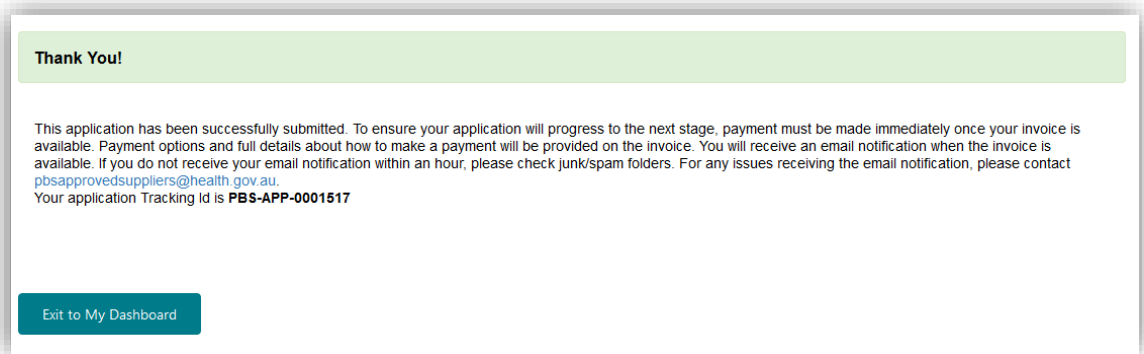 Thank You!
This application has been successfully submitted. To ensure your application will progress to the next stage, payment must be made immediately once your invoice is
available. Payment options and full details about how to make a payment will be provided on the invoice. You will receive an email notification when the invoice is
available. If you do not receive your email notification within an hour, please check junk/spam folders. For any issues receiving the email notification, please contact
pbsapprovedsuppliers@health.gov.au.
Your application Tracking Id is PBS-APP-0001517
Exit to My Dashboard